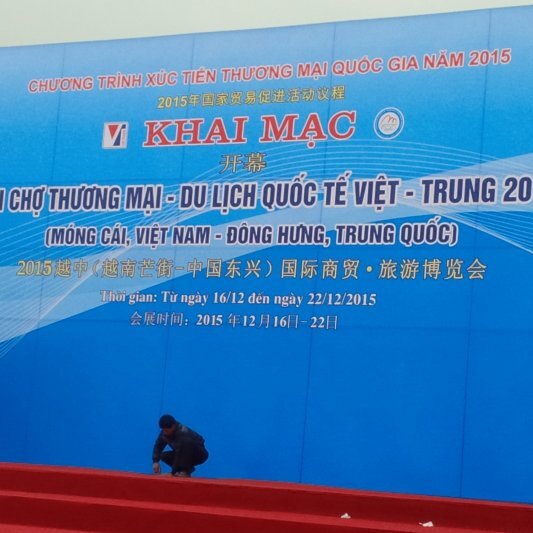 CHƯƠNG TRÌNH XÚC TIẾN THƯƠNG MẠI QUỐC GIA NĂM 2015
2015年国家贸易促进活动议程
KHAI MẠC
开幕
CHỢ THƯƠNG MẠI - DU LỊCH QUỐC TẾ VIỆT - TRUNG 20
(MÓNG CÁI, VIỆT NAM - ĐÔNG HƯNG, TRUNG QUỐC)
2015越中(越南芒街-中国东兴)国际商贸·旅游博览会
Thời gian: Từ ngày 16/12 đến ngày 22/12/2015
会展时间: 2015 年12月16日-22日